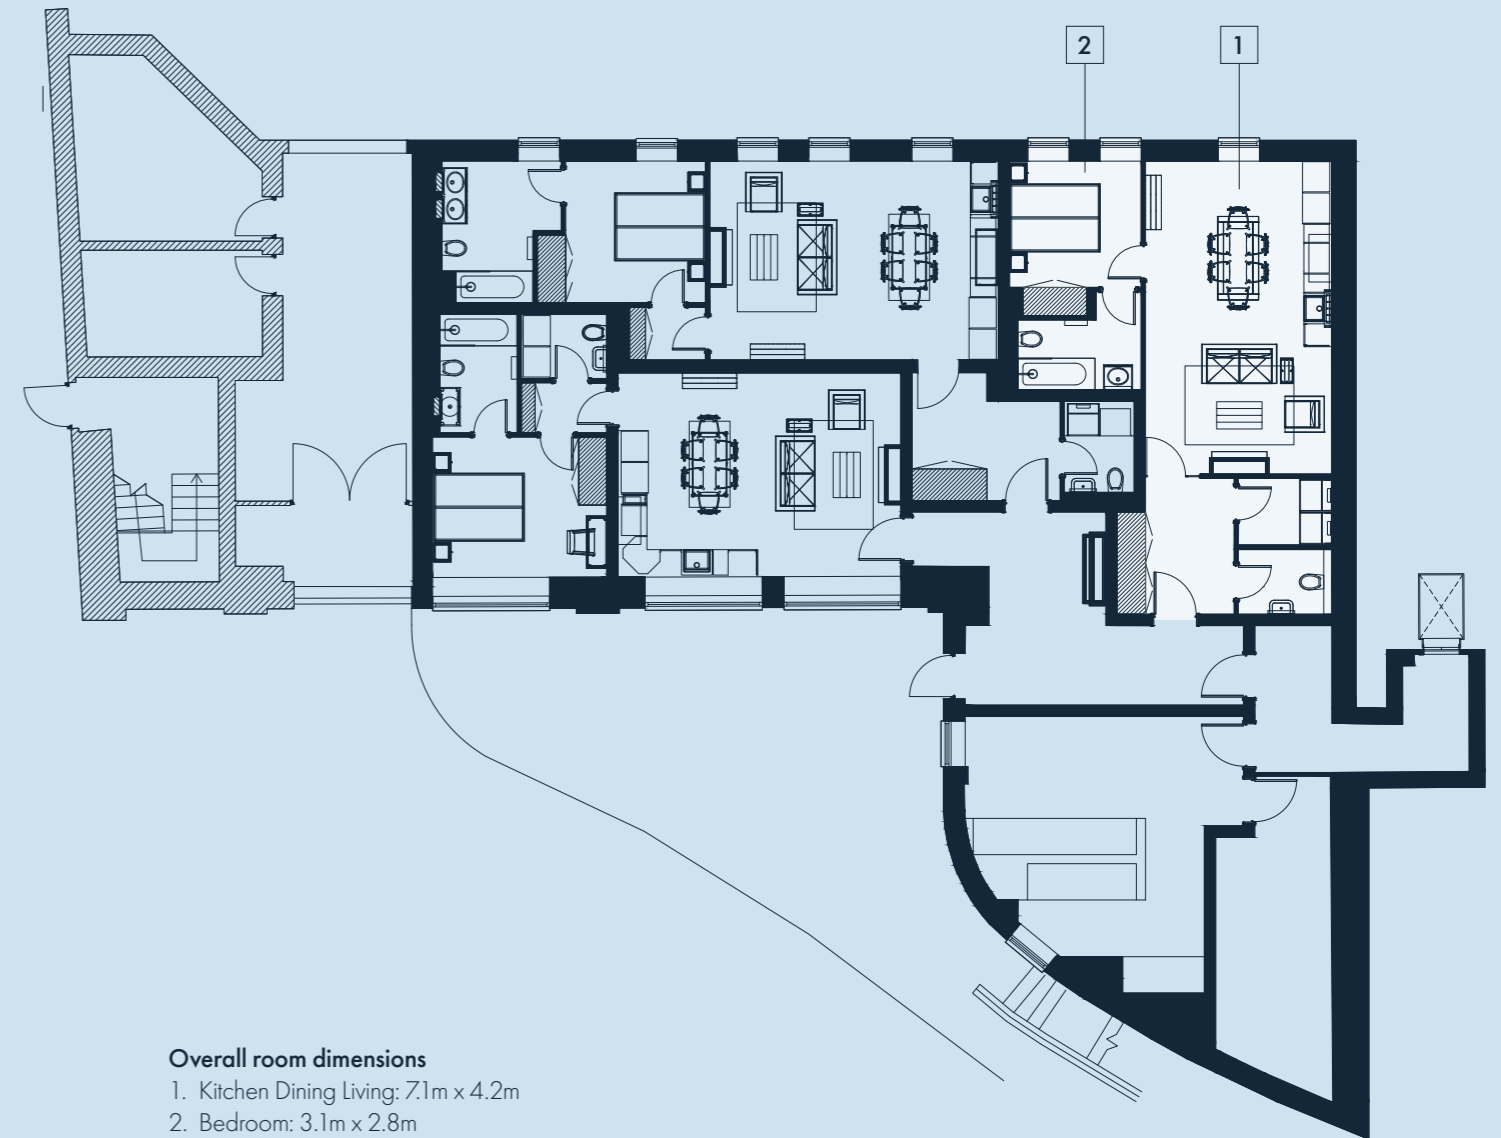 2
1
Overall room dimensions
1. Kitchen Dining Living: 7.1m x 4.2m
2. Bedroom: 3.1m x 2.8m